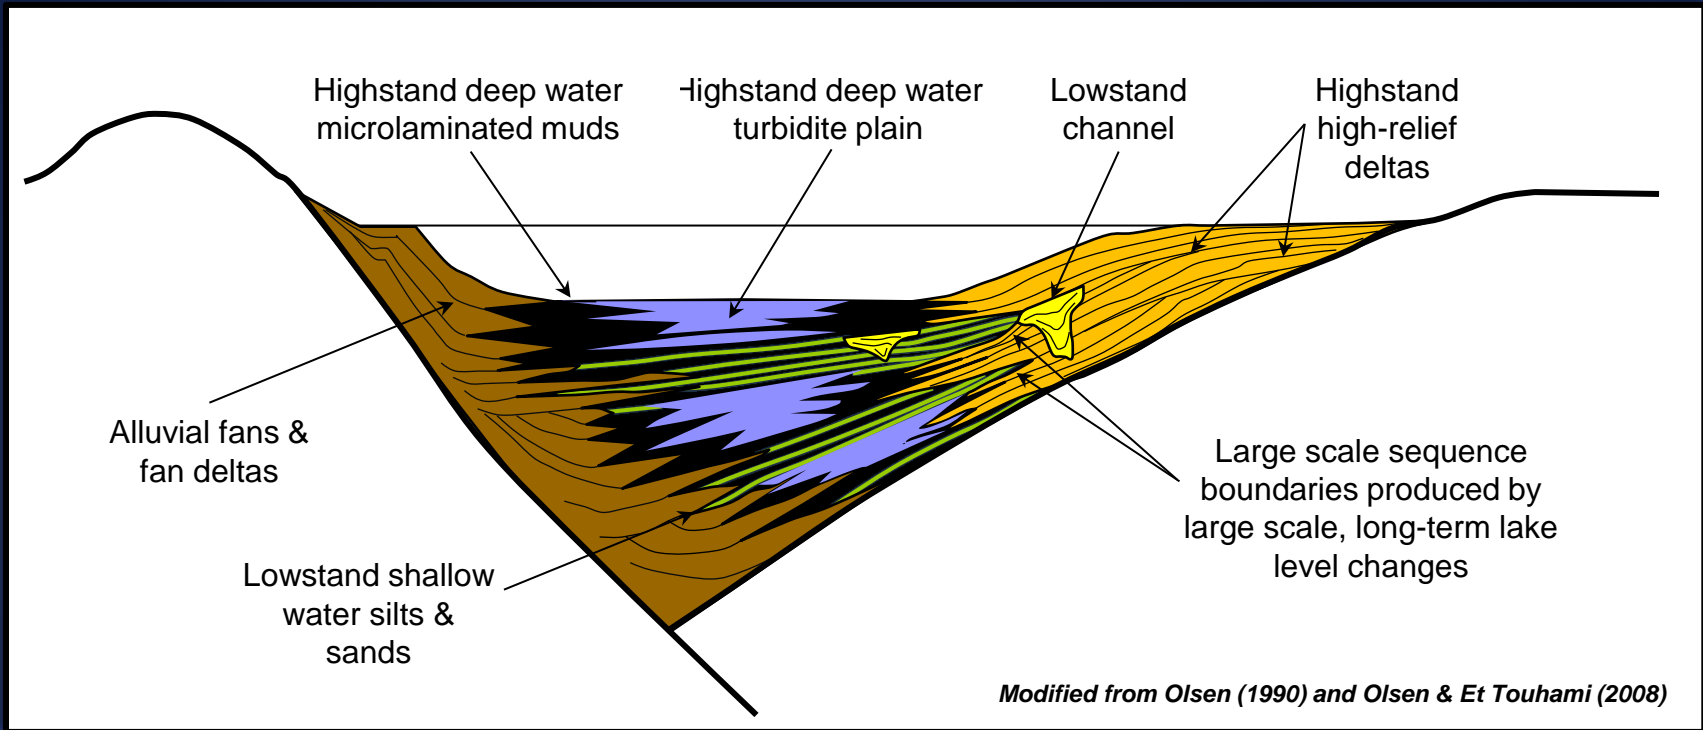 Highstand deep water
microlaminated muds
Highstand deep water
turbidite plain
Lowstand
channel
Highstand
high-relief
deltas
Alluvial fans &
fan deltas
Lowstand shallow
water silts &
sands
Large scale sequence
boundaries produced by
large scale, long-term lake
level changes
Modified from Olsen (1990) and Olsen & Et Touhami (2008)